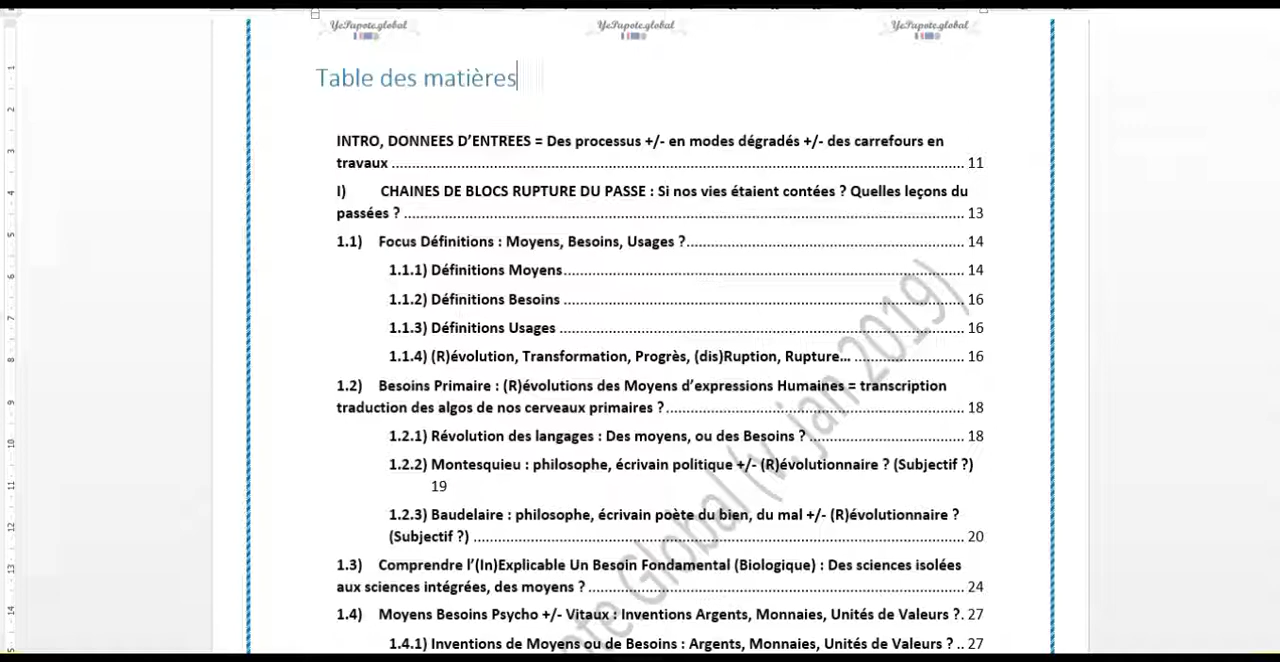 YcPapote.global YcPapote.global YcPapote.global
Table des matières
INTRO, DONNEES D’ENTREES = Des processus +/- en modes dégradés +/- des carrefours en
travaux ........ 11
I) CHAINES DE BLOCS RUPTURE DU PASSE : Si nos vies étaient contées ? Quelles leçons du
passées ? ........ 13
1.1) Focus Définitions : Moyens, Besoins, Usages ?........ 14
1.1.1) Définitions Moyens........ 14
1.1.2) Définitions Besoins ........ 16
1.1.3) Définitions Usages ........ 16
1.1.4) (R)évolution, Transformation, Progrès, (dis)Ruption, Rupture... ........ 16
1.2) Besoins Primaire : (R)évolutions des Moyens d’expressions Humaines = transcription
traduction des algos de nos cerveaux primaires ?........ 18
1.2.1) Révolution des langages : Des moyens, ou des Besoins ? ........ 18
1.2.2) Montesquieu : philosophe, écrivain politique +/- (R)évolutionnaire ? (Subjectif ?)
19
1.2.3) Baudelaire : philosophe, écrivain poète du bien, du mal +/- (R)évolutionnaire ?
(Subjectif ?) ........ 20
1.3) Comprendre l’(In)Explicable Un Besoin Fondamental (Biologique) : Des sciences isolées
aux sciences intégrées, des moyens ? ........ 24
1.4) Moyens Besoins Psycho +/- Vitaux : Inventions Argents, Monnaies, Unités de Valeurs ?. 27
1.4.1) Inventions de Moyens ou de Besoins : Argents, Monnaies, Unités de Valeurs ? .. 27
ote Global (v. jan 2019)